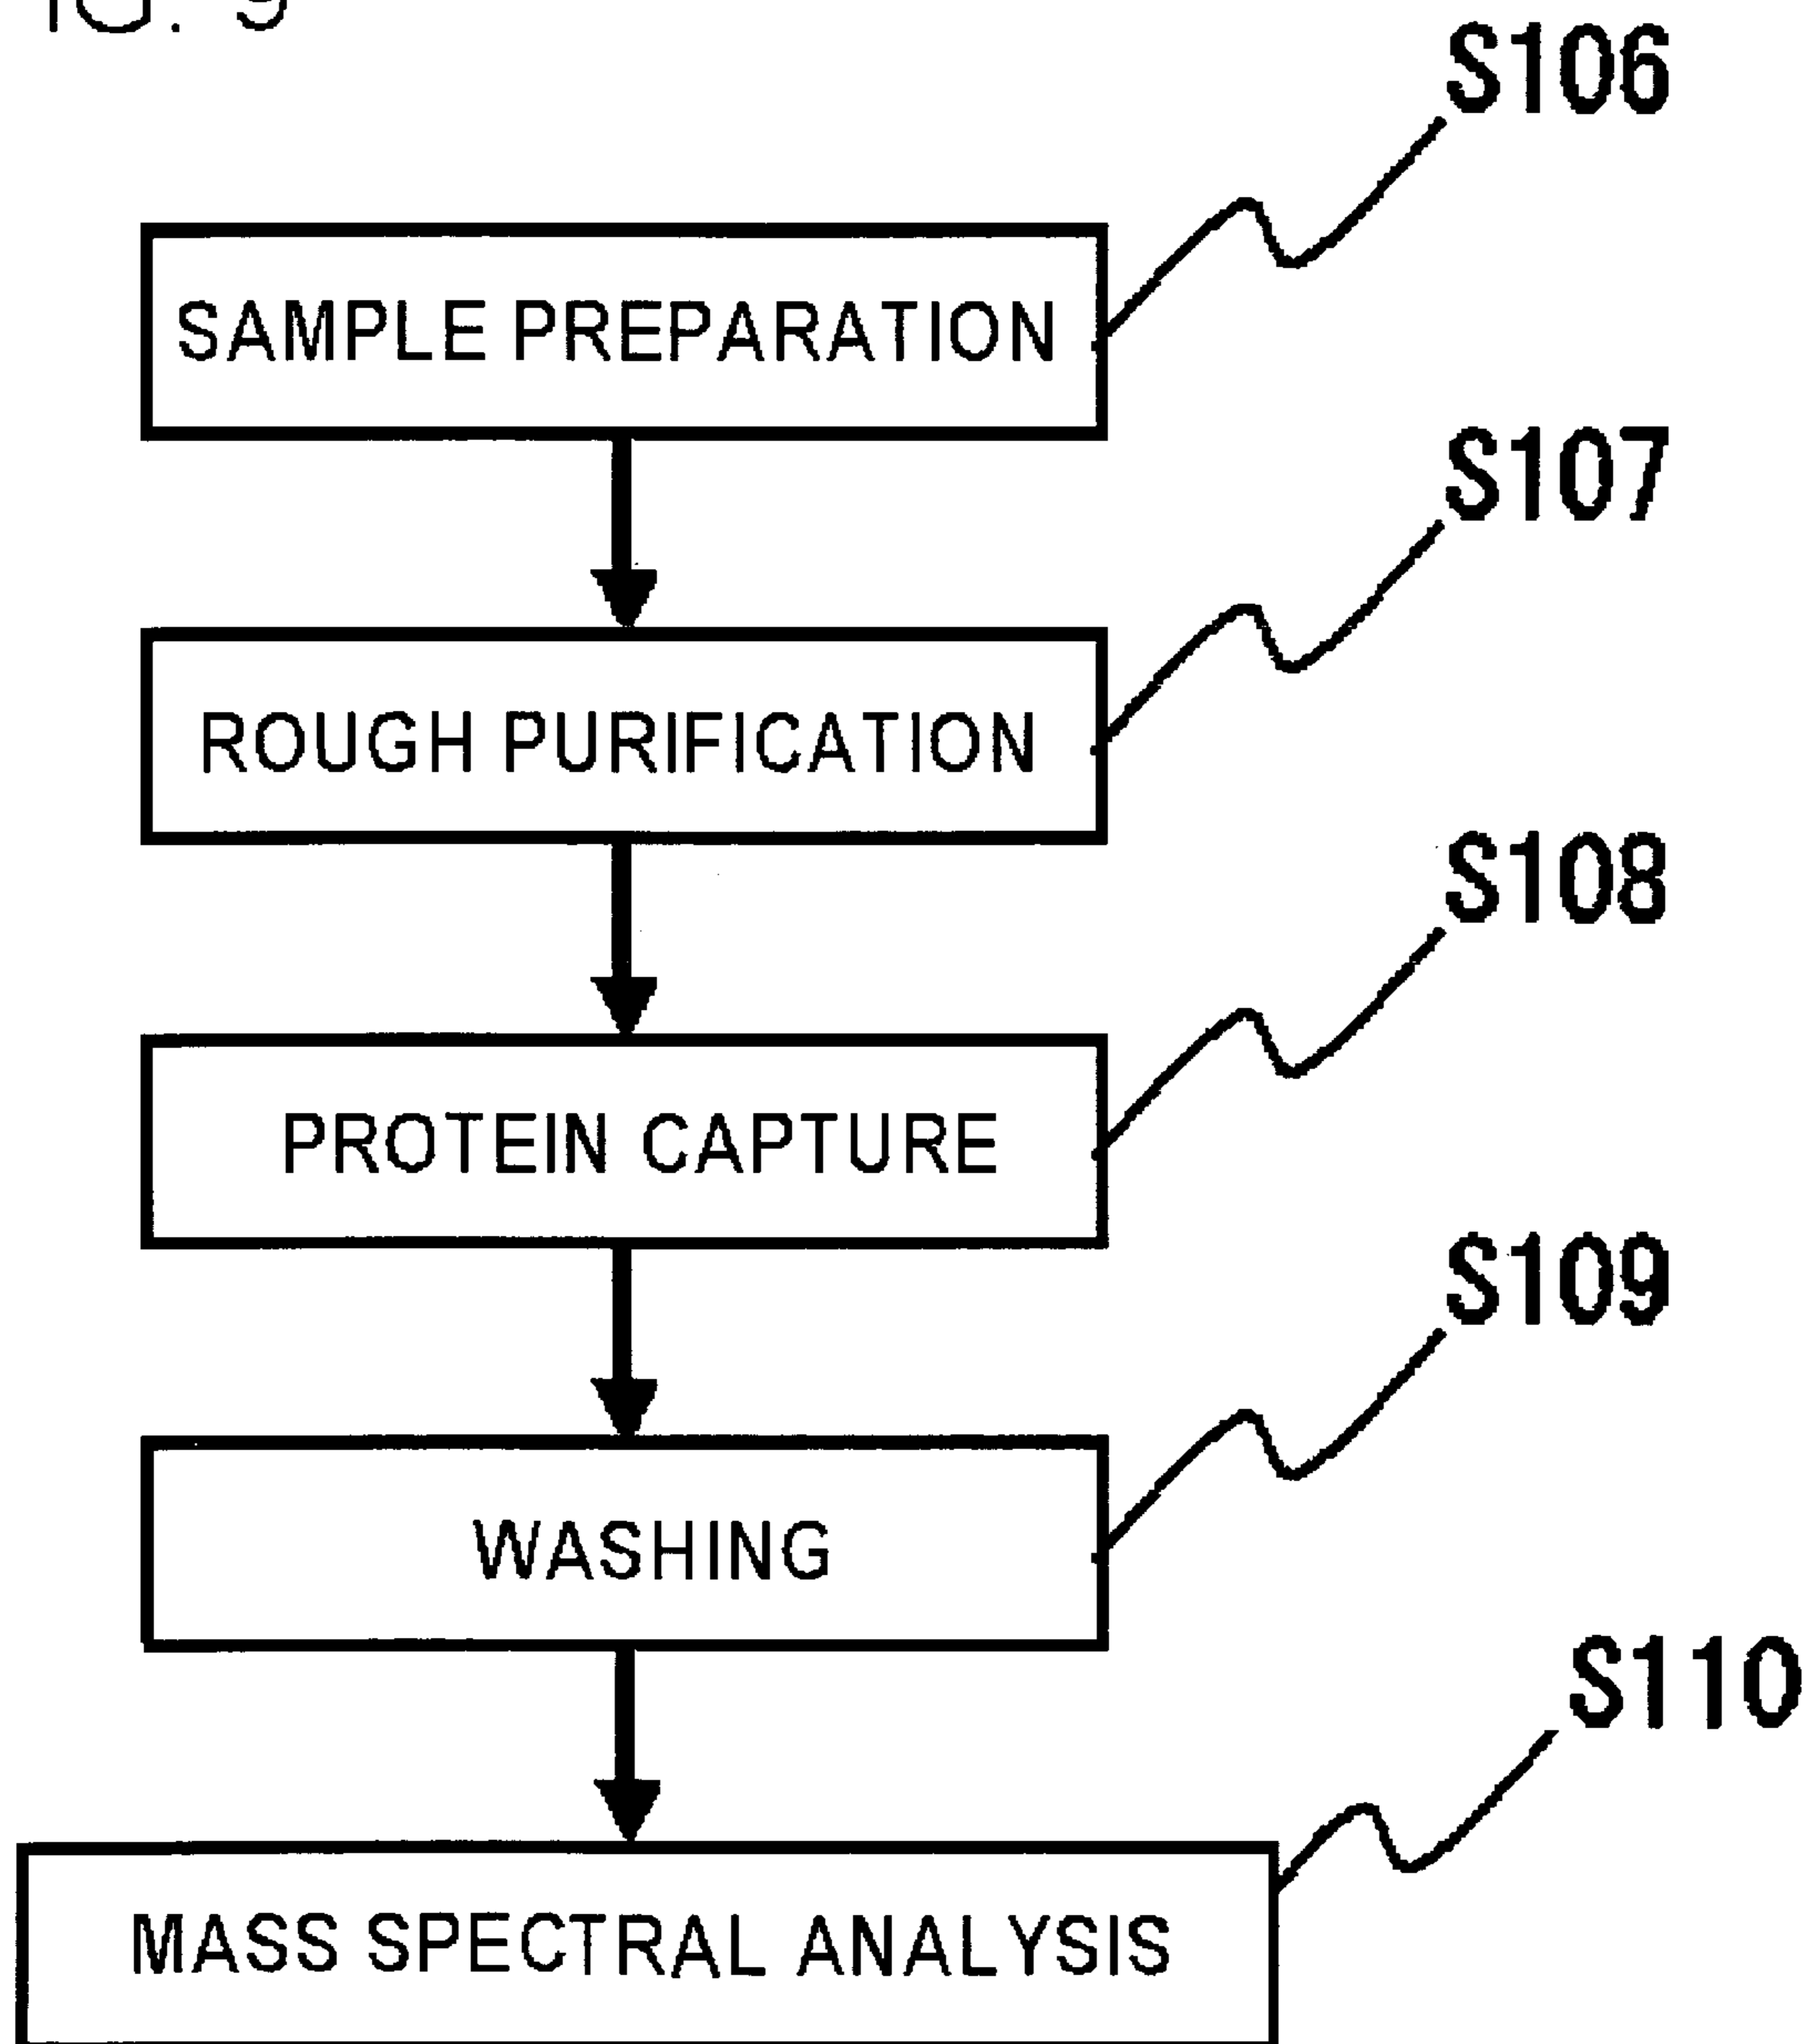 S106
SAMPLE PREPARATION
S107
ROUGH PURIFICATION
S108
PROTEIN CAPTURE
S109
WASHING
S110
MASS SPECTRAL ANALYSIS